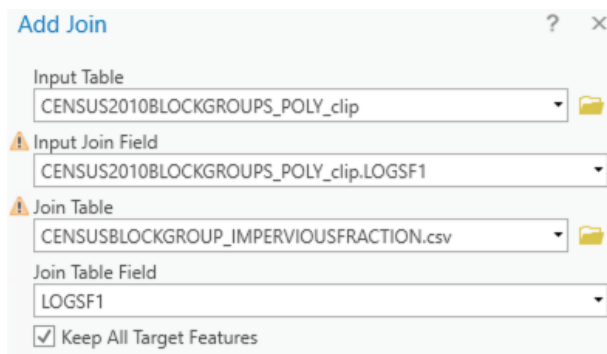 Add Join ? ×
Input Table
CENSUS2010BLOCKGROUPS_POLY_clip
Input Join Field
CENSUS2010BLOCKGROUPS_POLY_clip.LOGSF1
Join Table
CENSUSBLOCKGROUP_IMPERVIOUSFRACTION.csv
Join Table Field
LOGSF1
Keep All Target Features